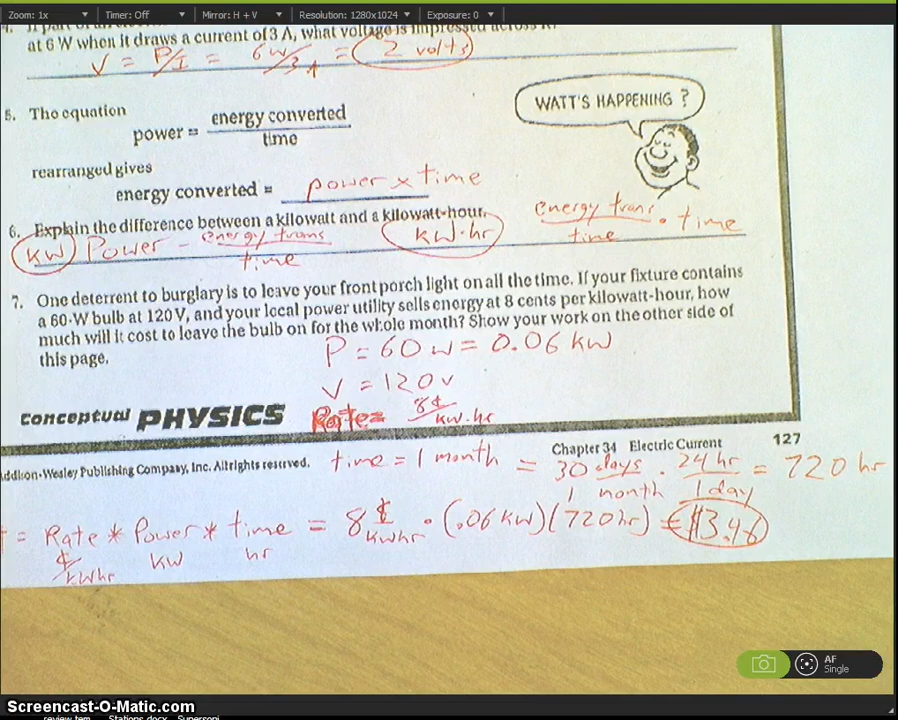 Zoom: 1x Timer: Off Mirror: H + V Resolution: 1280x1024 Exposure: 0
at 6 W when it draws a current of 3 A, what voltage is impressed across it?
V = P/I = 6w/3A = 2 volts
WATT'S HAPPENING ?
5. The equation
power = energy converted / time
rearranged gives
energy converted = power × time
6. Explain the difference between a kilowatt and a kilowatt-hour.
kW Power - energy trans / time kW·hr energy trans / time · time
7. One deterrent to burglary is to leave your front porch light on all the time. If your fixture contains
a 60-W bulb at 120 V, and your local power utility sells energy at 8 cents per kilowatt-hour, how
much will it cost to leave the bulb on for the whole month? Show your work on the other side of
this page.
P = 60 w = 0.06 kW
V = 120 v
Rate = 8¢ / kW·hr
Conceptual PHYSICS
Chapter 34 Electric Current 127
Addison-Wesley Publishing Company, Inc. All rights reserved.
time = 1 month = 30 days / 1 month · 24 hr / 1 day = 720 hr
= Rate * Power * time = 8 ¢/kWhr · (.06 kW)(720hr) = $3.46
¢/kWhr kW hr
AF
Single
Screencast-O-Matic.com